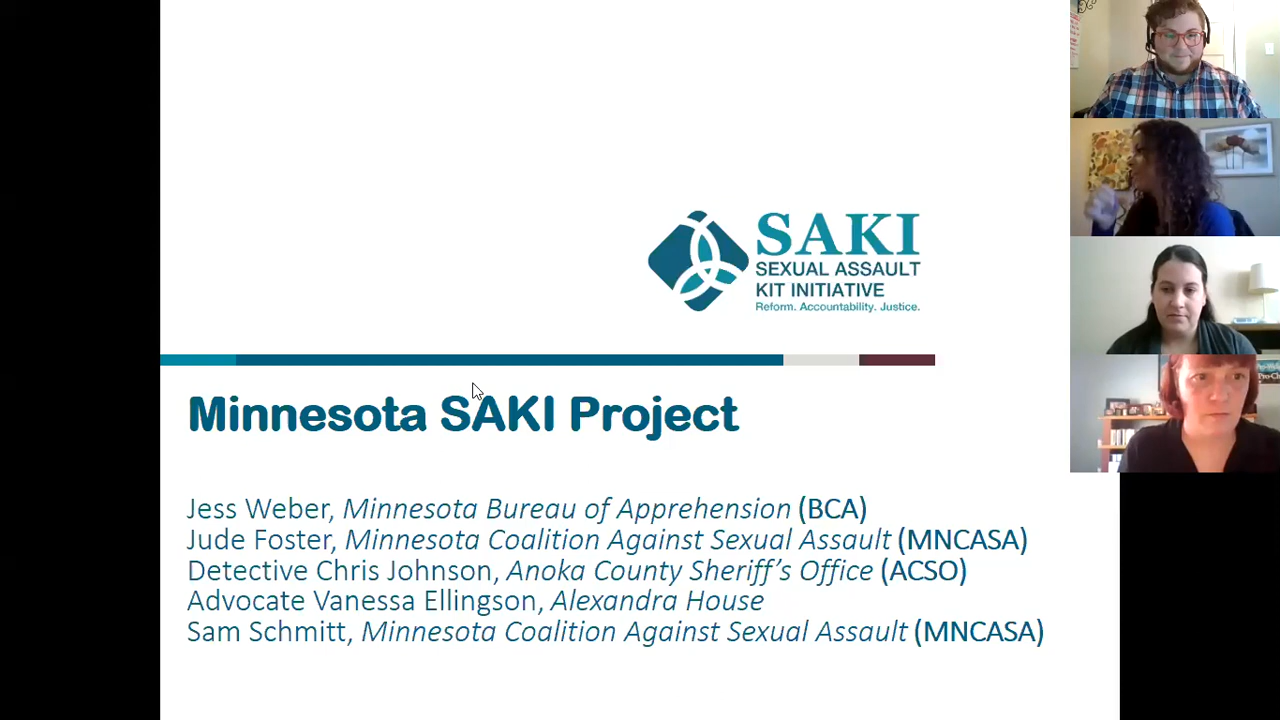 SAKI
SEXUAL ASSAULT
KIT INITIATIVE
Reform. Accountability. Justice.
Minnesota SAKI Project
Jess Weber, Minnesota Bureau of Apprehension (BCA)
Jude Foster, Minnesota Coalition Against Sexual Assault (MNCASA)
Detective Chris Johnson, Anoka County Sheriff’s Office (ACSO)
Advocate Vanessa Ellingson, Alexandra House
Sam Schmitt, Minnesota Coalition Against Sexual Assault (MNCASA)